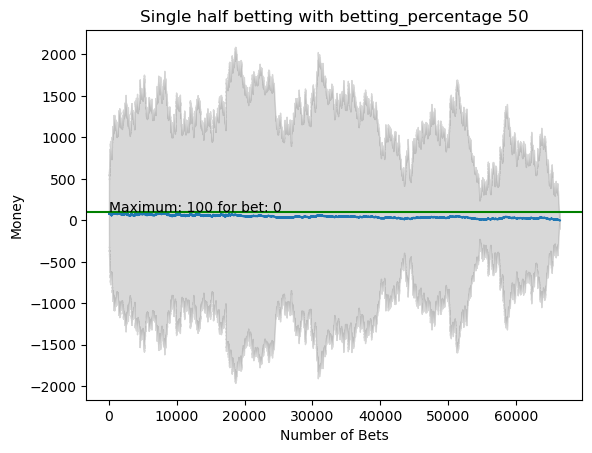 Single half betting with betting_percentage 50
Money
2000
1500
1000
500
0
−500
−1000
−1500
−2000
Maximum: 100 for bet: 0
0 10000 20000 30000 40000 50000 60000
Number of Bets